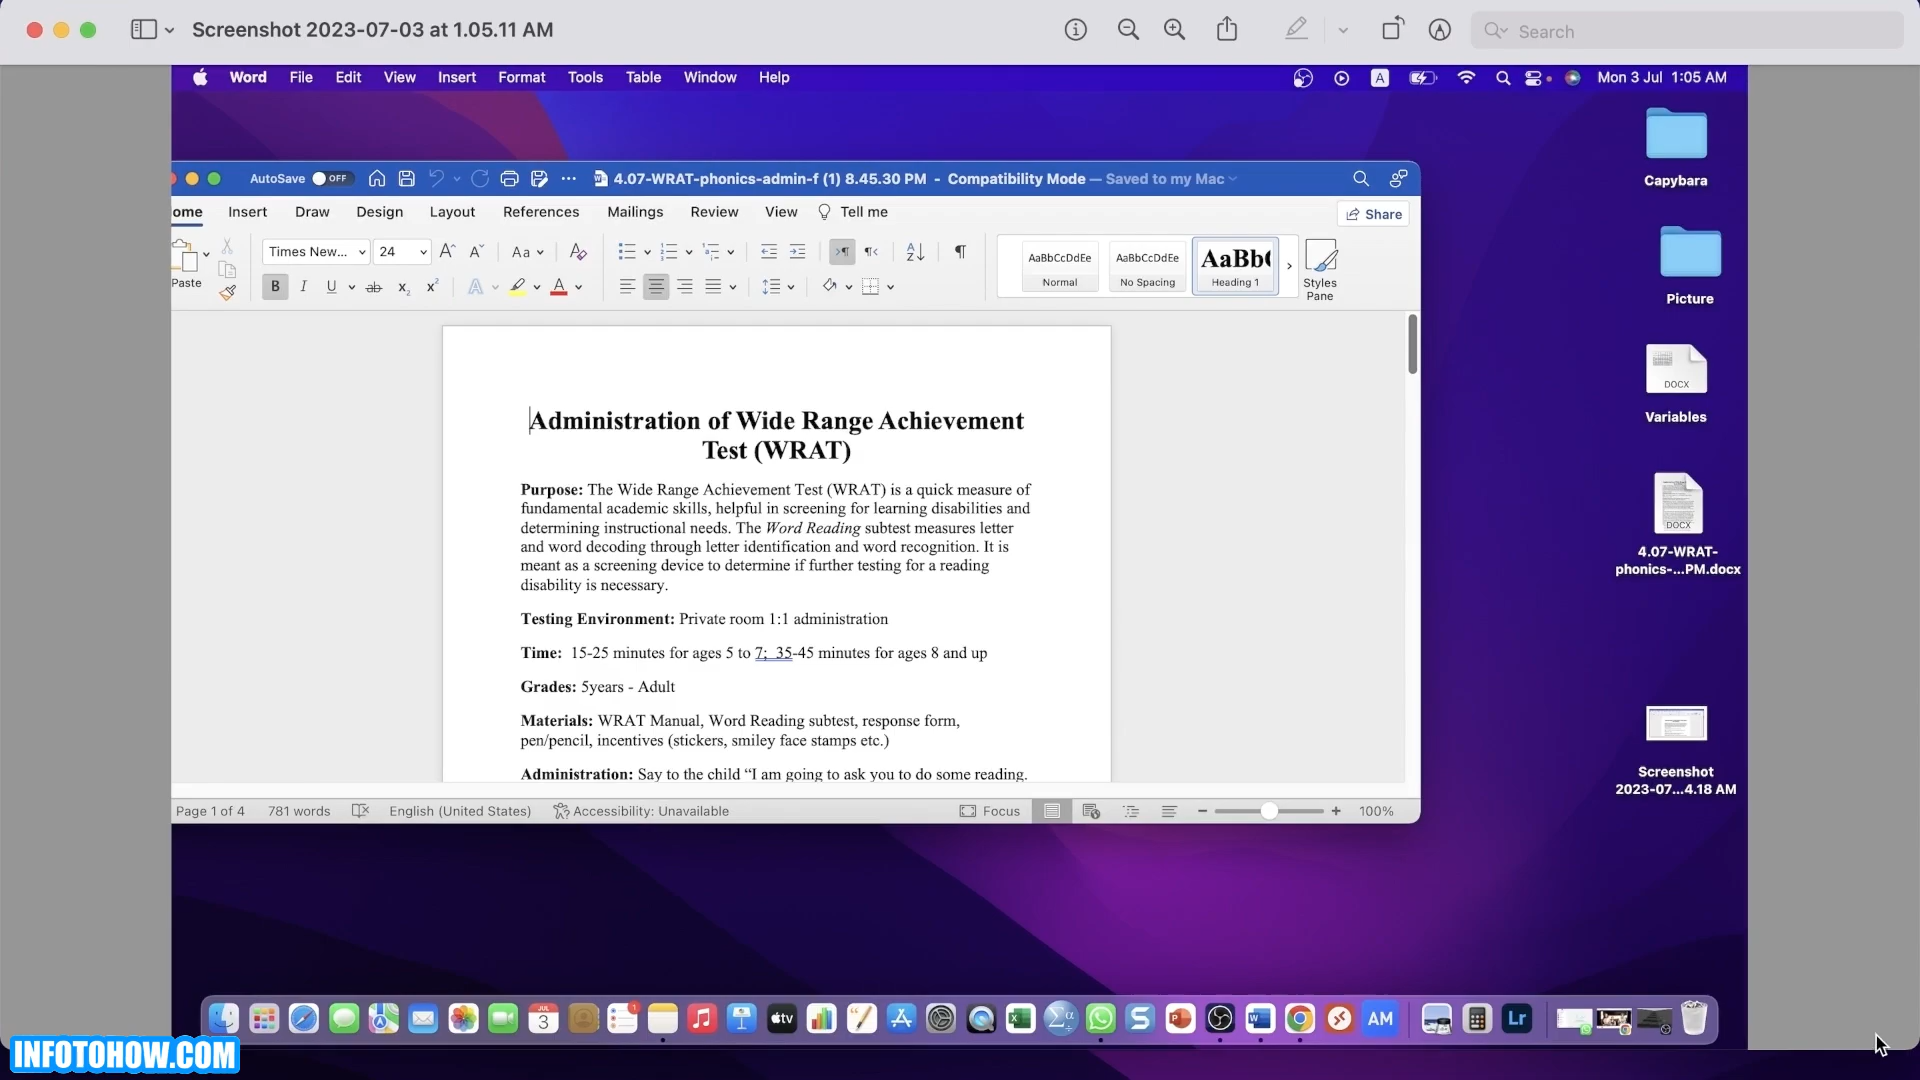 Screenshot 2023-07-03 at 1.05.11 AM
Search
Word File Edit View Insert Format Tools Table Window Help
A
Mon 3 Jul 1:05 AM
Capybara
Picture
DOCX
Variables
DOCX
4.07-WRAT-
phonics-...PM.docx
Screenshot
2023-07...4.18 AM
AutoSave OFF
4.07-WRAT-phonics-admin-f (1) 8.45.30 PM - Compatibility Mode — Saved to my Mac
ome Insert Draw Design Layout References Mailings Review View Tell me
Share
Paste
Times New... 24
Aa
B I U ab x₂ x² A A
AaBbCcDdEe
Normal
AaBbCcDdEe
No Spacing
AaBb(
Heading 1
Styles
Pane
Administration of Wide Range Achievement
Test (WRAT)
Purpose: The Wide Range Achievement Test (WRAT) is a quick measure of
fundamental academic skills, helpful in screening for learning disabilities and
determining instructional needs. The Word Reading subtest measures letter
and word decoding through letter identification and word recognition. It is
meant as a screening device to determine if further testing for a reading
disability is necessary.
Testing Environment: Private room 1:1 administration
Time: 15-25 minutes for ages 5 to 7; 35-45 minutes for ages 8 and up
Grades: 5years - Adult
Materials: WRAT Manual, Word Reading subtest, response form,
pen/pencil, incentives (stickers, smiley face stamps etc.)
Administration: Say to the child “I am going to ask you to do some reading.
Page 1 of 4 781 words English (United States) Accessibility: Unavailable Focus 100%
JUL
3
1
tv
AM
Lr
INFOTOHOW.COM